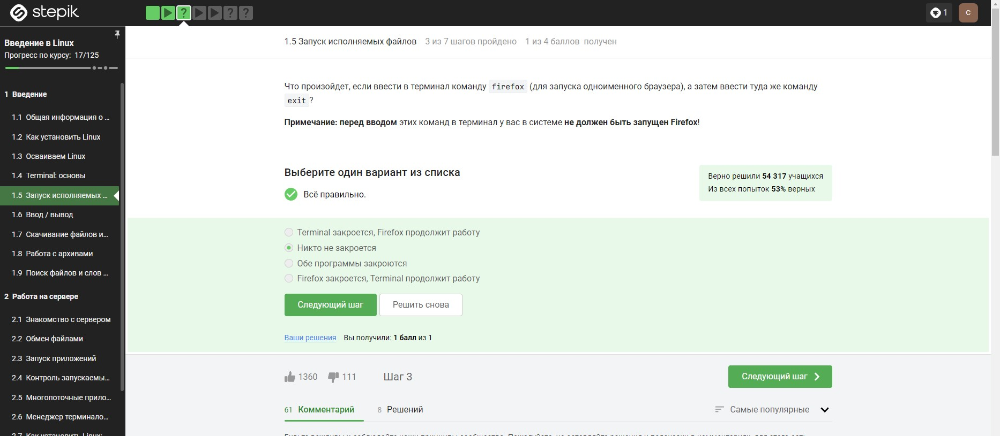 stepik
? ? ?
1
С
Введение в Linux
Прогресс по курсу: 17/125
1 Введение
1.1 Общая информация о ...
1.2 Как установить Linux
1.3 Осваиваем Linux
1.4 Terminal: основы
1.5 Запуск исполняемых ...
1.6 Ввод / вывод
1.7 Скачивание файлов и...
1.8 Работа с архивами
1.9 Поиск файлов и слов ...
2 Работа на сервере
2.1 Знакомство с сервером
2.2 Обмен файлами
2.3 Запуск приложений
2.4 Контроль запускаемы...
2.5 Многопоточные прило...
2.6 Менеджер терминало...
2.7 Как установить Linux:
1.5 Запуск исполняемых файлов 3 из 7 шагов пройдено 1 из 4 баллов получен
Что произойдет, если ввести в терминал команду firefox (для запуска одноименного браузера), а затем ввести туда же команду
exit ?
Примечание: перед вводом этих команд в терминал у вас в системе не должен быть запущен Firefox!
Выберите один вариант из списка
Всё правильно.
Верно решили 54 317 учащихся
Из всех попыток 53% верных
Terminal закроется, Firefox продолжит работу
Никто не закроется
Обе программы закроются
Firefox закроется, Terminal продолжит работу
Следующий шаг Решить снова
Ваши решения Вы получили: 1 балл из 1
1360 111 Шаг 3 Следующий шаг
61 Комментарий 8 Решений Самые популярные